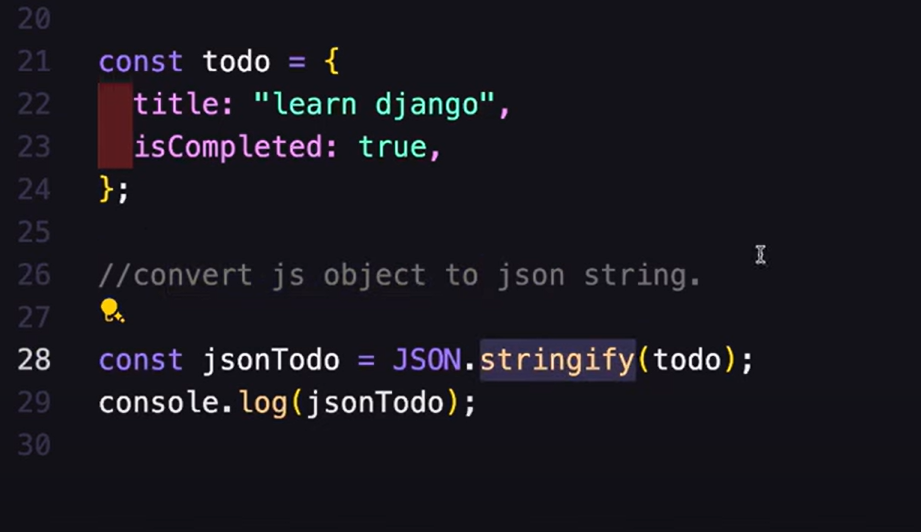 20
21 const todo = {
22 title: "learn django",
23 isCompleted: true,
24 };
25
26 //convert js object to json string.
27
28 const jsonTodo = JSON.stringify(todo);
29 console.log(jsonTodo);
30